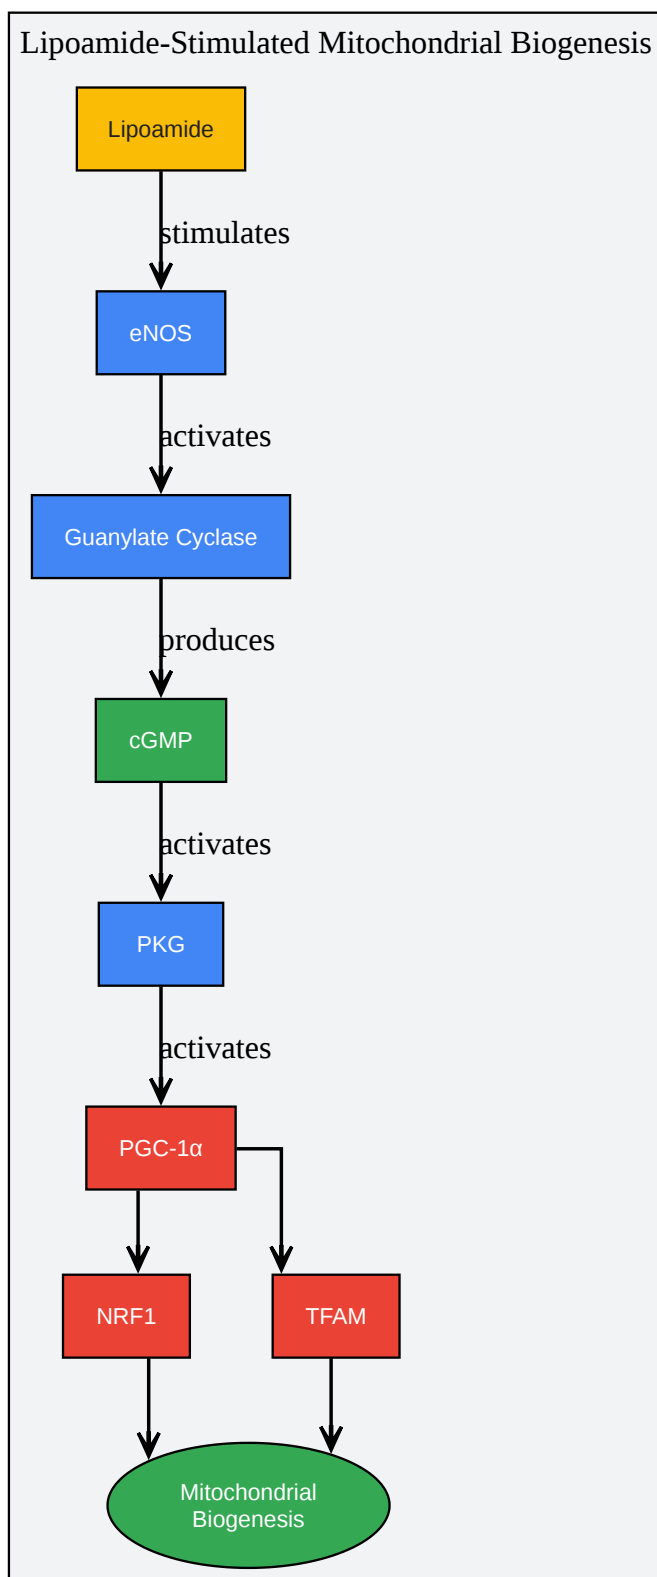 Lipoamide-Stimulated Mitochondrial Biogenesis
Lipoamide
stimulates
eNOS
activates
Guanylate Cyclase
produces
cGMP
activates
PKG
activates
PGC-1α
NRF1
TFAM
Mitochondrial
Biogenesis